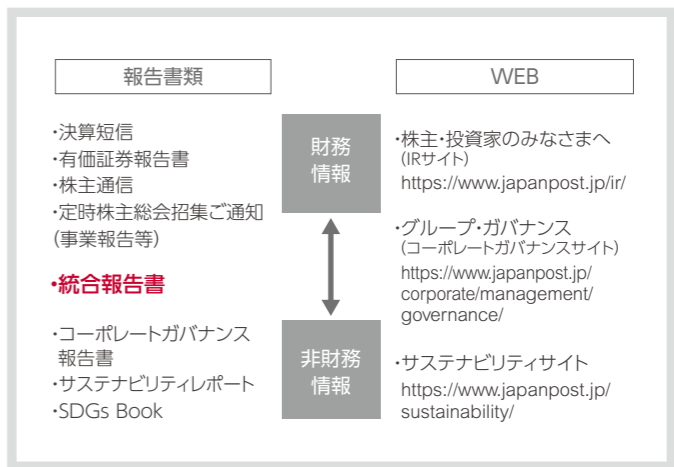 報告書類
・決算短信
・有価証券報告書
・株主通信
・定時株主総会招集ご通知
(事業報告等)
・統合報告書
・コーポレートガバナンス
報告書
・サステナビリティレポート
・SDGs Book
財務
情報
非財務
情報
WEB
・株主・投資家のみなさまへ
(IRサイト)
https://www.japanpost.jp/ir/
・グループ・ガバナンス
(コーポレートガバナンスサイト)
https://www.japanpost.jp/
corporate/management/
governance/
・サステナビリティサイト
https://www.japanpost.jp/
sustainability/